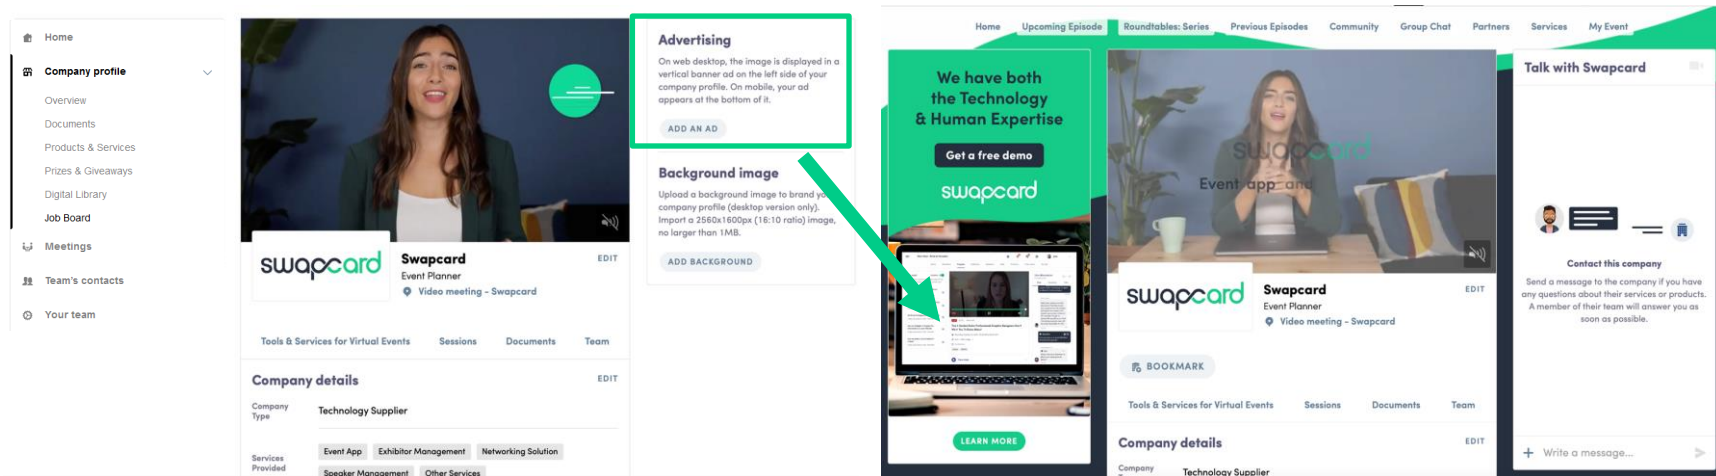 Home
Company profile
Overview
Documents
Products & Services
Prizes & Giveaways
Digital Library
Job Board
Meetings
Team's contacts
Your team
swapcard
Swapcard
EDIT
Event Planner
Video meeting - Swapcard
Tools & Services for Virtual Events
Sessions
Documents
Team
Company details
EDIT
Company
Type
Technology Supplier
Services
Provided
Event App
Exhibitor Management
Networking Solution
Speaker Management
Other Services
Advertising
On web desktop, the image is displayed in a
vertical banner ad on the left side of your
company profile. On mobile, your ad
appears at the bottom of it.
ADD AN AD
Background image
Upload a background image to brand yo
company profile (desktop version only).
Import a 2560x1600px (16:10 ratio) image,
no larger than 1MB.
ADD BACKGROUND
Home
Upcoming Episode
Roundtables: Series
Previous Episodes
Community
Group Chat
Partners
Services
My Event
We have both
the Technology
& Human Expertise
Get a free demo
swapcard
LEARN MORE
swapcard
Event app and
swapcard
Swapcard
EDIT
Event Planner
Video meeting - Swapcard
BOOKMARK
Tools & Services for Virtual Events
Sessions
Documents
Team
Company details
EDIT
Company
Technology Supplier
Talk with Swapcard
Contact this company
Send a message to the company if you have
any questions about their services or products.
A member of their team will answer you as
soon as possible.
Write a message...